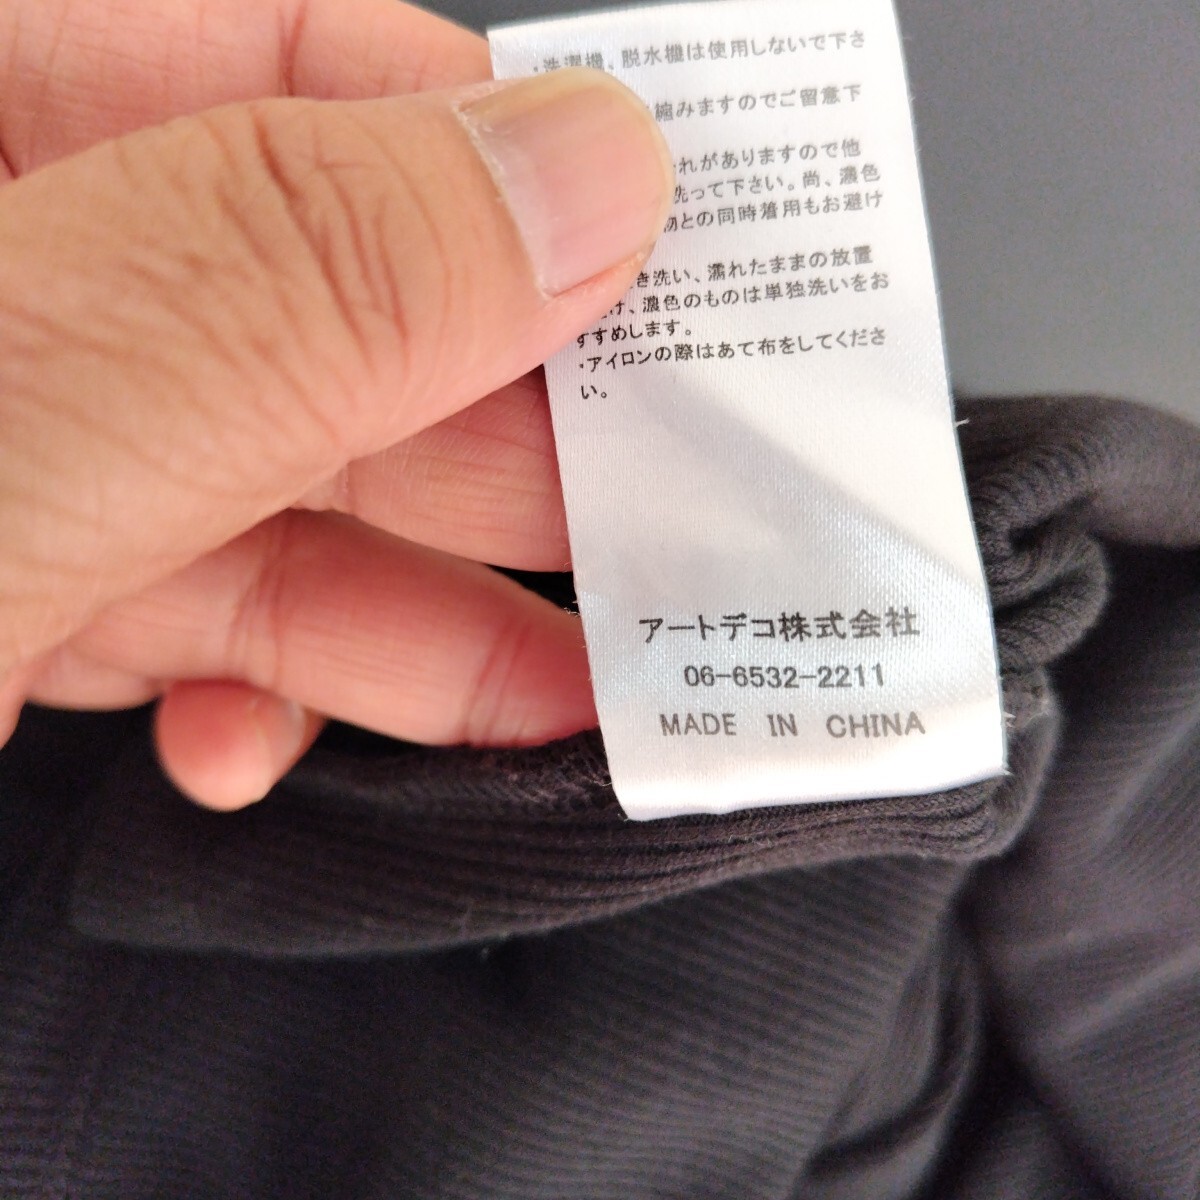 ・洗濯機、脱水機は使用しないで下さ
縮みますのでご留意下
れがありますので他
洗って下さい。尚、濃色
物との同時着用もお避け
き洗い、濡れたままの放置
け、濃色のものは単独洗いをお
すすめします。
・アイロンの際はあて布をしてくださ
い。
アートデコ株式会社
06-6532-2211
MADE IN CHINA